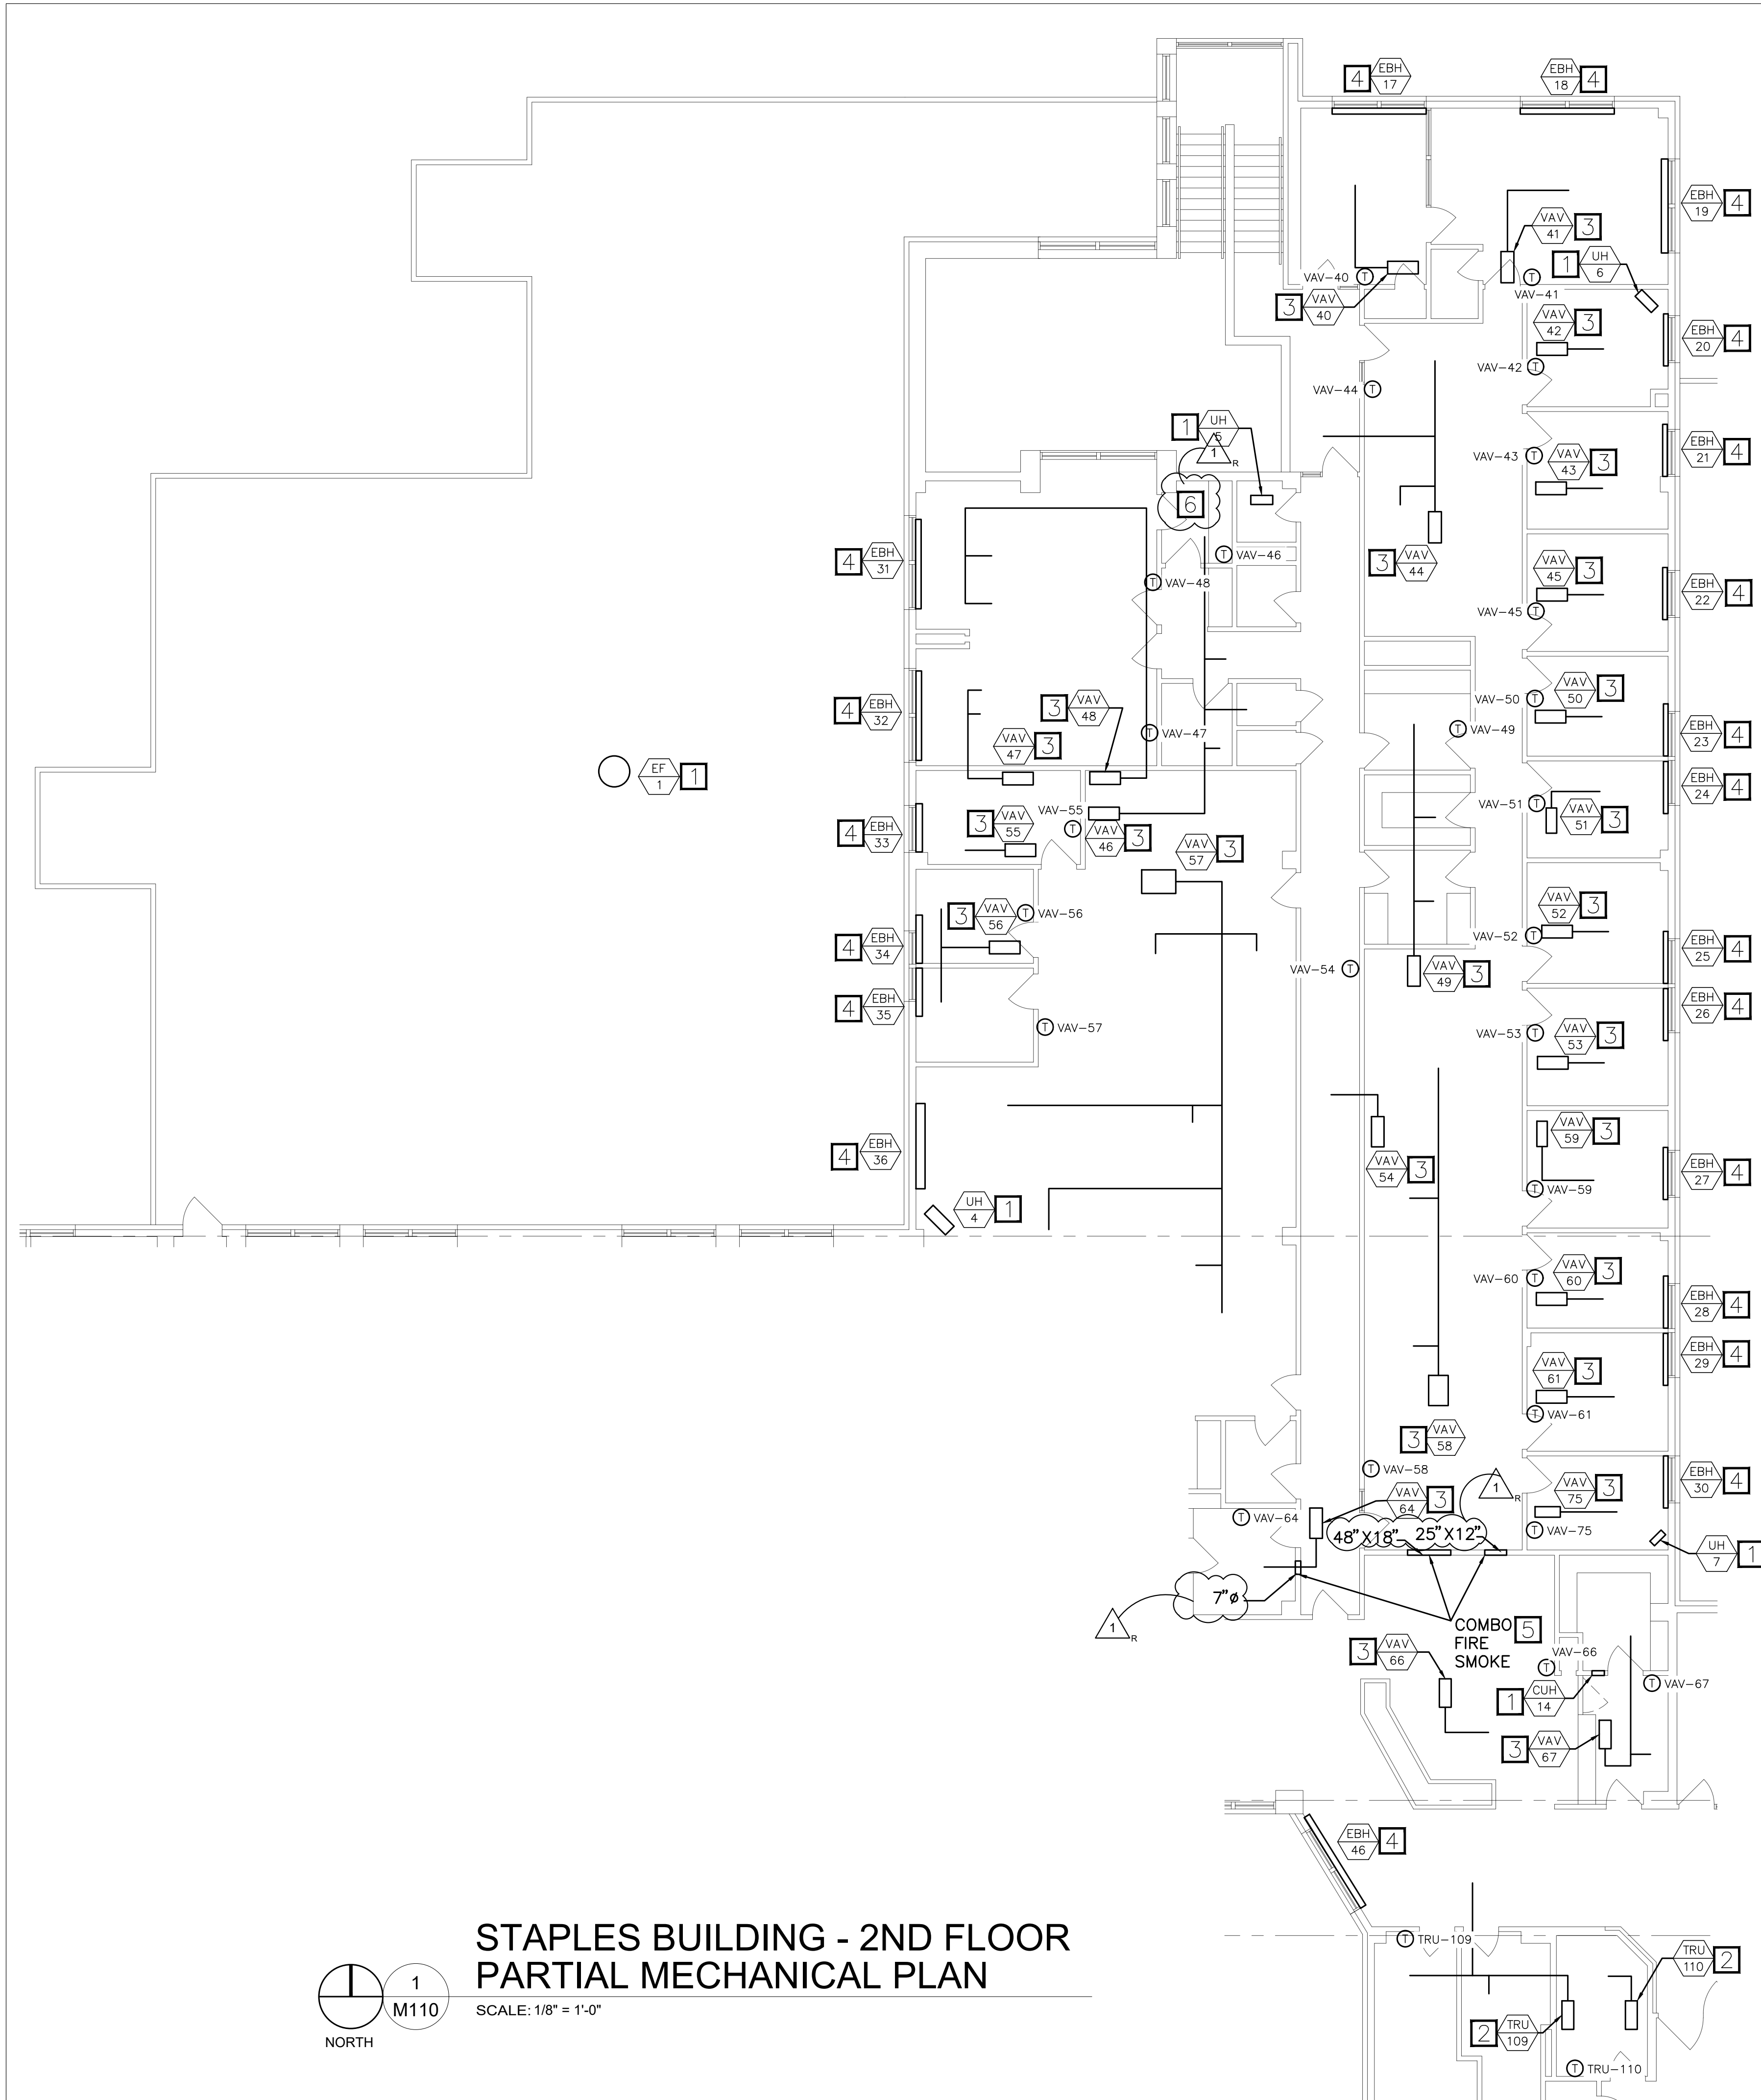 4
EBH
17
EBH
18
4
EBH
19
4
VAV
41
3
1
UH
6
VAV-40
T
T
VAV-41
3
VAV
40
VAV
42
3
EBH
20
4
VAV-42
T
VAV-44
T
1
UH
5
1
R
6
VAV-43
T
VAV
43
3
EBH
21
4
4
EBH
31
T
VAV-46
3
VAV
44
VAV
45
3
EBH
22
4
T
VAV-48
VAV-45
T
4
EBH
32
3
VAV
48
VAV
47
3
T
VAV-47
T
VAV-49
VAV-50
T
VAV
50
3
EBH
23
4
EF
1
1
EBH
24
4
4
EBH
33
3
VAV
55
VAV-55
T
VAV
46
3
VAV
57
3
VAV-51
T
VAV
51
3
3
VAV
56
T
VAV-56
VAV
52
3
VAV-52
T
4
EBH
34
EBH
25
4
VAV-54
T
VAV
49
3
4
EBH
35
T
VAV-57
VAV-53
T
VAV
53
3
EBH
26
4
4
EBH
36
VAV
59
3
VAV
54
3
EBH
27
4
T
VAV-59
UH
4
1
VAV-60
T
VAV
60
3
EBH
28
4
EBH
29
4
VAV
61
3
T
VAV-61
3
VAV
58
T
VAV-58
EBH
30
4
VAV
64
3
1
R
VAV
75
3
T
VAV-64
48"X18"
25"X12"
T
VAV-75
UH
7
1
7"ø
1
R
COMBO
FIRE
SMOKE
5
3
VAV
66
VAV-66
T
T
VAV-67
1
CUH
14
3
VAV
67
EBH
46
4
T
TRU-109
TRU
110
2
2
TRU
109
T
TRU-110
STAPLES BUILDING - 2ND FLOOR
PARTIAL MECHANICAL PLAN
1
M110
SCALE: 1/8" = 1'-0"
NORTH